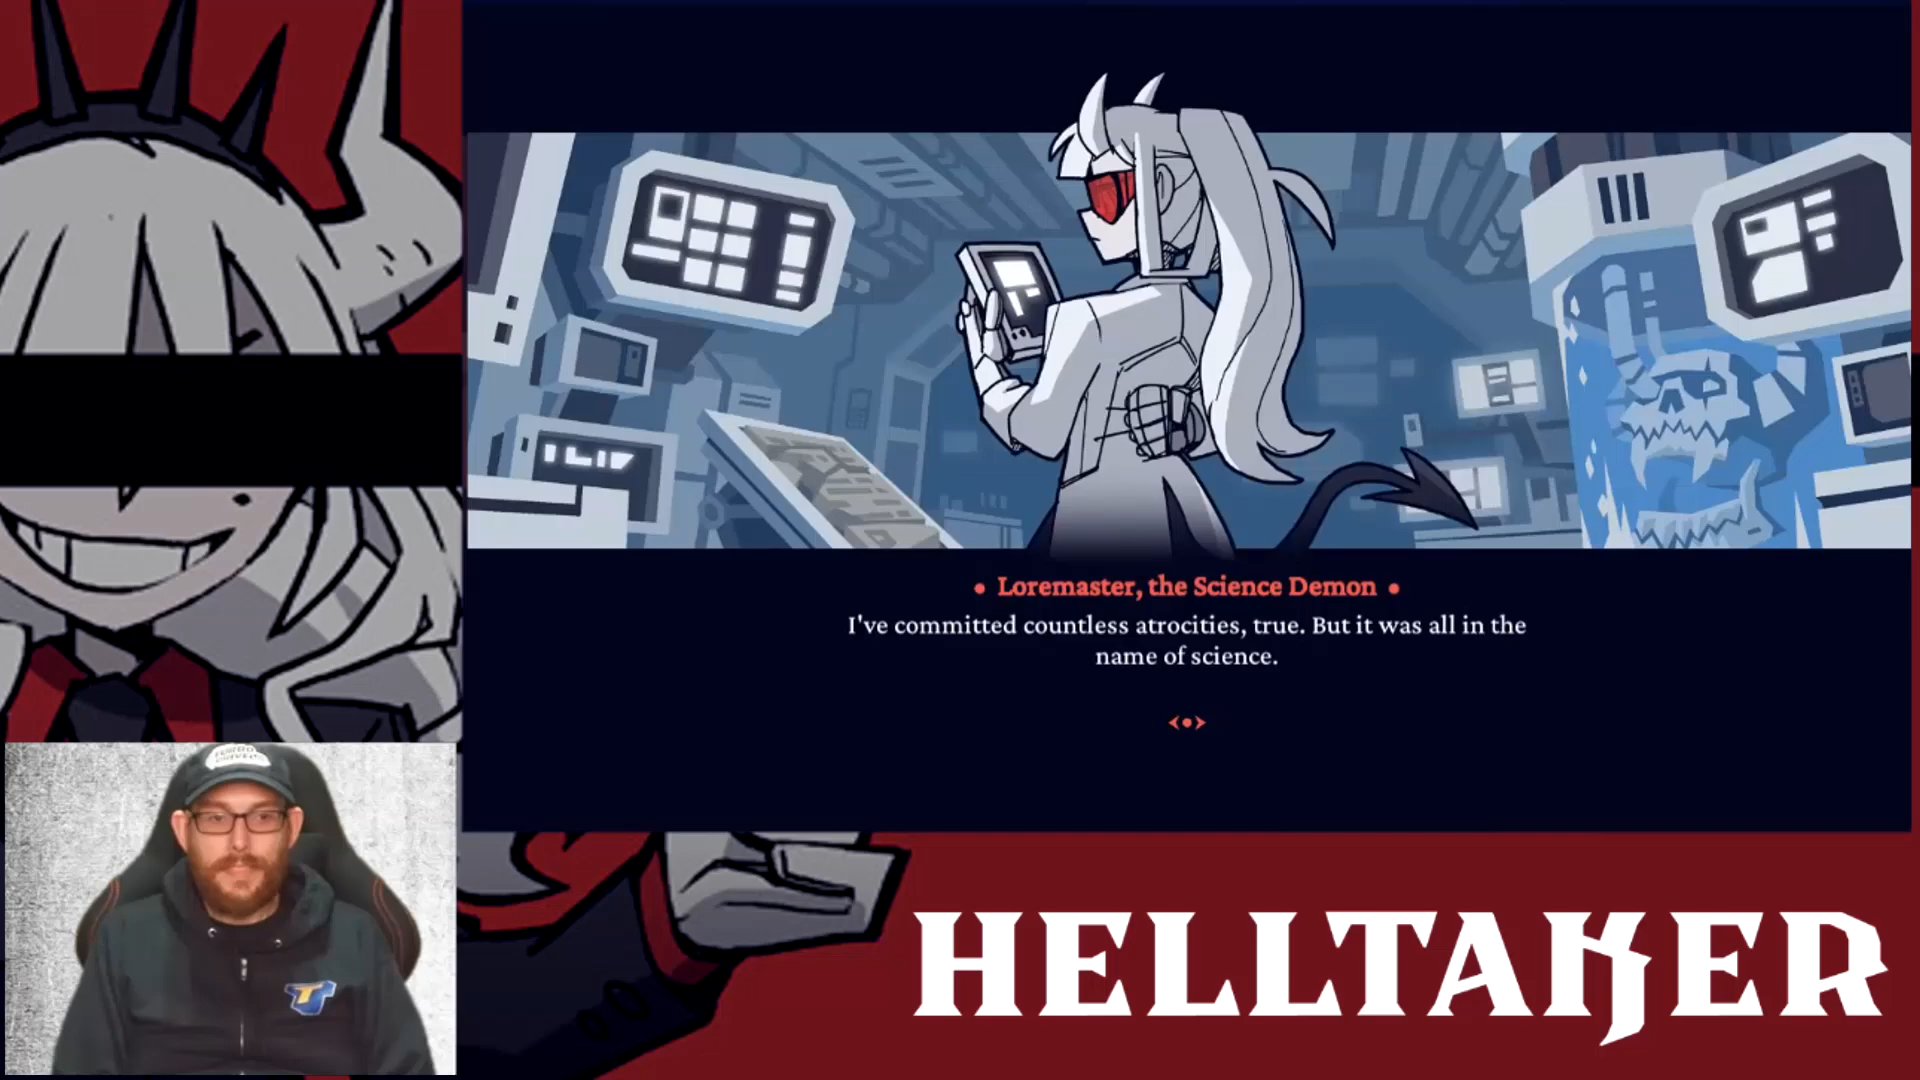 • Loremaster, the Science Demon •
I've committed countless atrocities, true. But it was all in the
name of science.
HELLTAKER